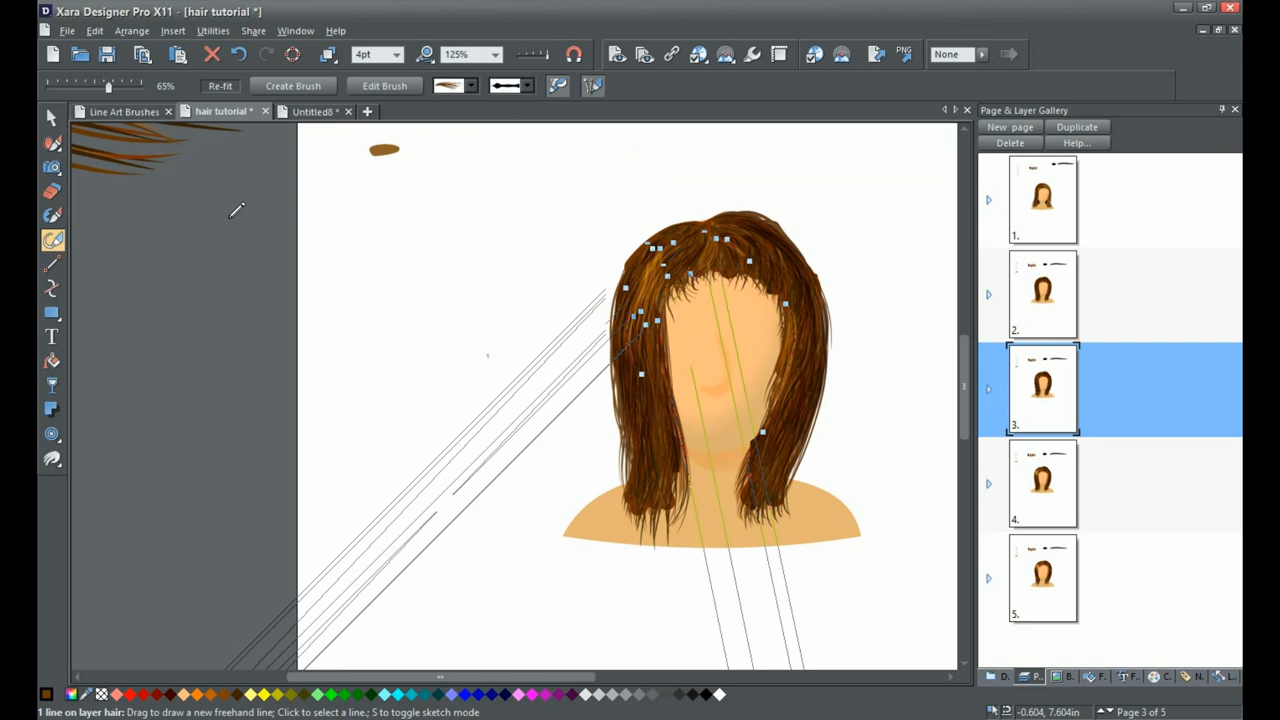 Xara Designer Pro X11 - [hair tutorial *]
File Edit Arrange Insert Utilities Share Window Help
4pt 125% PNG None
65% Re-fit Create Brush Edit Brush
Line Art Brushes hair tutorial * Untitled8 *
Page & Layer Gallery
New page Duplicate
Delete Help...
1.
2.
3.
4.
5.
D. P.. B. F. T F.. C. N. L..
1 line on layer hair: Drag to draw a new freehand line; Click to select a line,; S to toggle sketch mode
-0.604, 7.604in Page 3 of 5